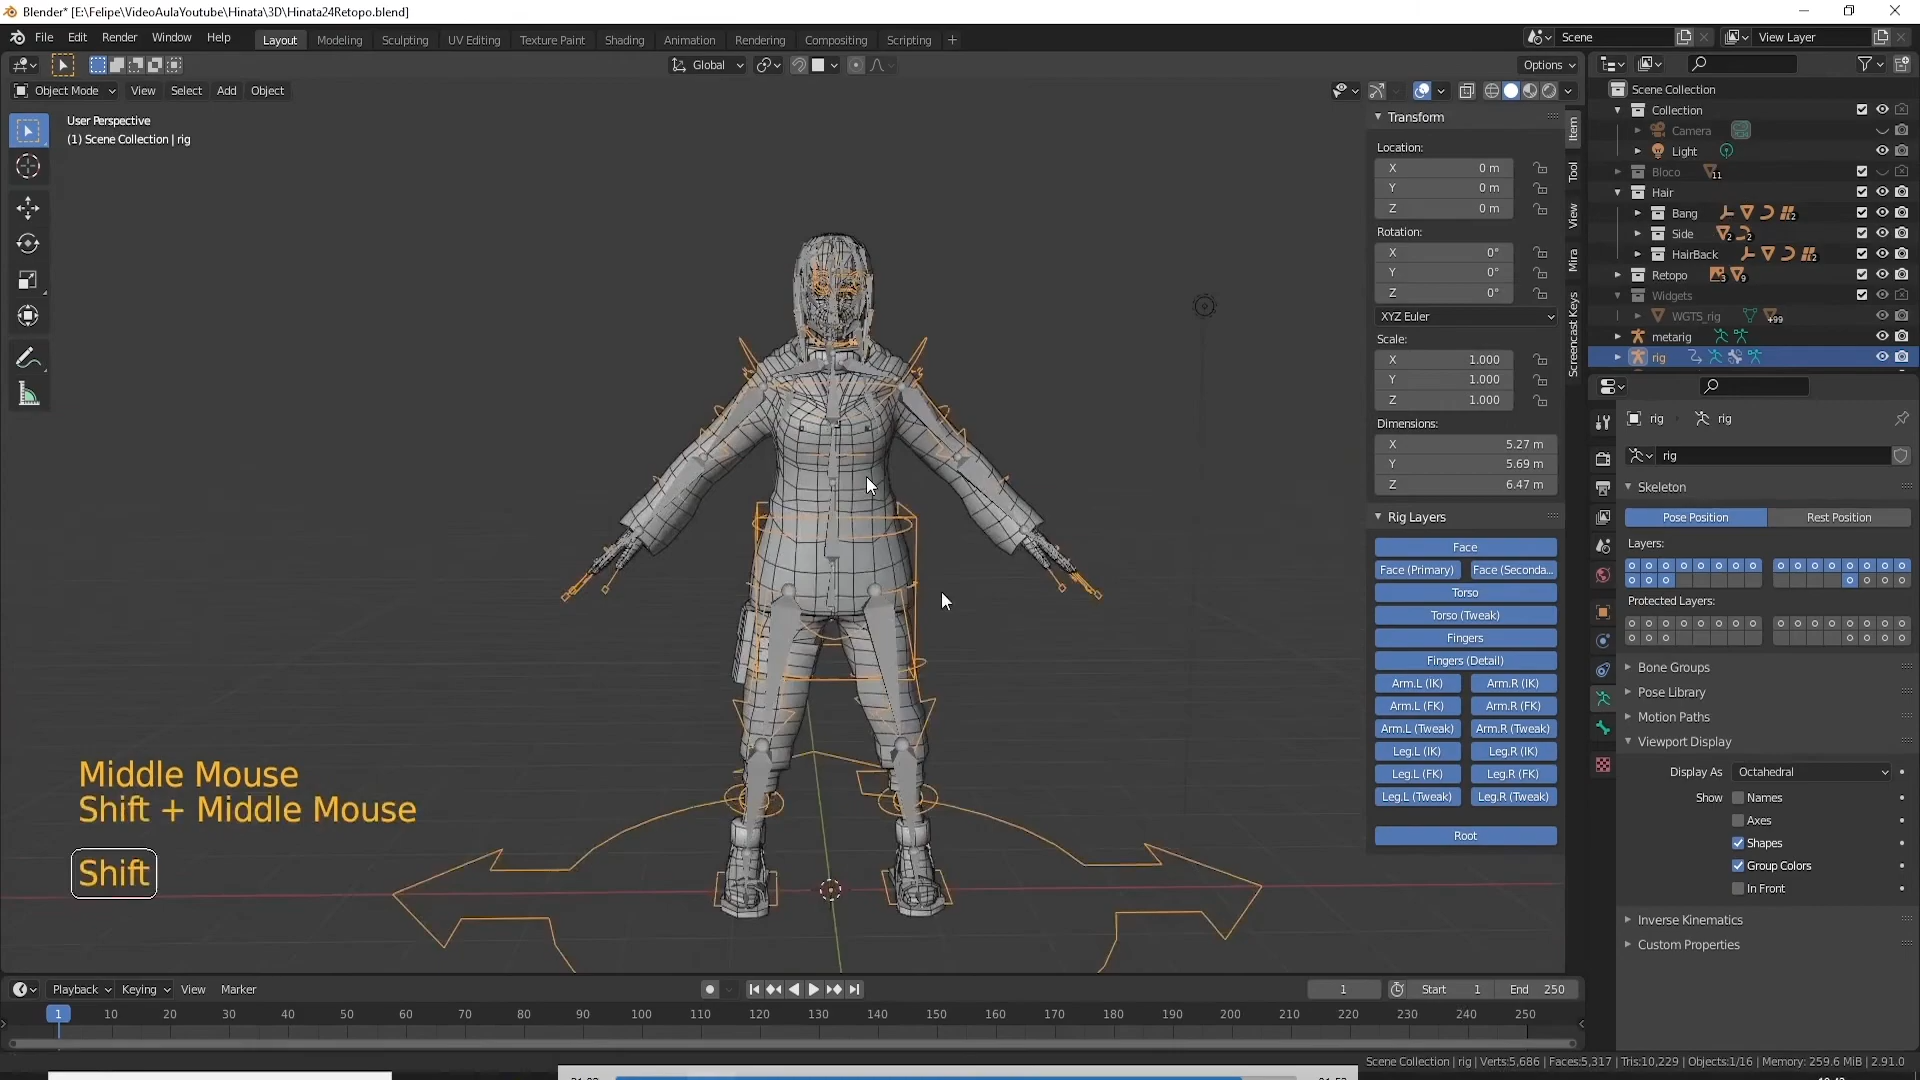 Blender* [E:\Felipe\VideoAulaYoutube\Hinata\3D\Hinata24Retopo.blend]
File Edit Render Window Help Layout Modeling Sculpting UV Editing Texture Paint Shading Animation Rendering Compositing Scripting + Scene View Layer
Global Options
Object Mode View Select Add Object
User Perspective
(1) Scene Collection | rig
Transform
Location:
X 0 m
Y 0 m
Z 0 m
Rotation:
X 0°
Y 0°
Z 0°
XYZ Euler
Scale:
X 1.000
Y 1.000
Z 1.000
Dimensions:
X 5.27 m
Y 5.69 m
Z 6.47 m
Rig Layers
Face
Face (Primary) Face (Seconda...
Torso
Torso (Tweak)
Fingers
Fingers (Detail)
Arm.L (IK) Arm.R (IK)
Arm.L (FK) Arm.R (FK)
Arm.L (Tweak) Arm.R (Tweak)
Leg.L (IK) Leg.R (IK)
Leg.L (FK) Leg.R (FK)
Leg.L (Tweak) Leg.R (Tweak)
Root
Item
Tool
View
Mira
Screencast Keys
Scene Collection
Collection
Camera
Light
Bloco 11
Hair
Bang 2
Side 2 2
HairBack 2
Retopo 3 9
Widgets
WGTS_rig +99
metarig
rig
rig rig
rig
Skeleton
Pose Position Rest Position
Layers:
Protected Layers:
Bone Groups
Pose Library
Motion Paths
Viewport Display
Display As Octahedral
Show Names
Axes
Shapes
Group Colors
In Front
Inverse Kinematics
Custom Properties
Middle Mouse
Shift + Middle Mouse
Shift
Playback Keying View Marker 1 Start 1 End 250
1 10 20 30 40 50 60 70 80 90 100 110 120 130 140 150 160 170 180 190 200 210 220 230 240 250
Scene Collection | rig | Verts:5,686 | Faces:5,317 | Tris:10,229 | Objects:1/16 | Memory: 259.6 MiB | 2.91.0